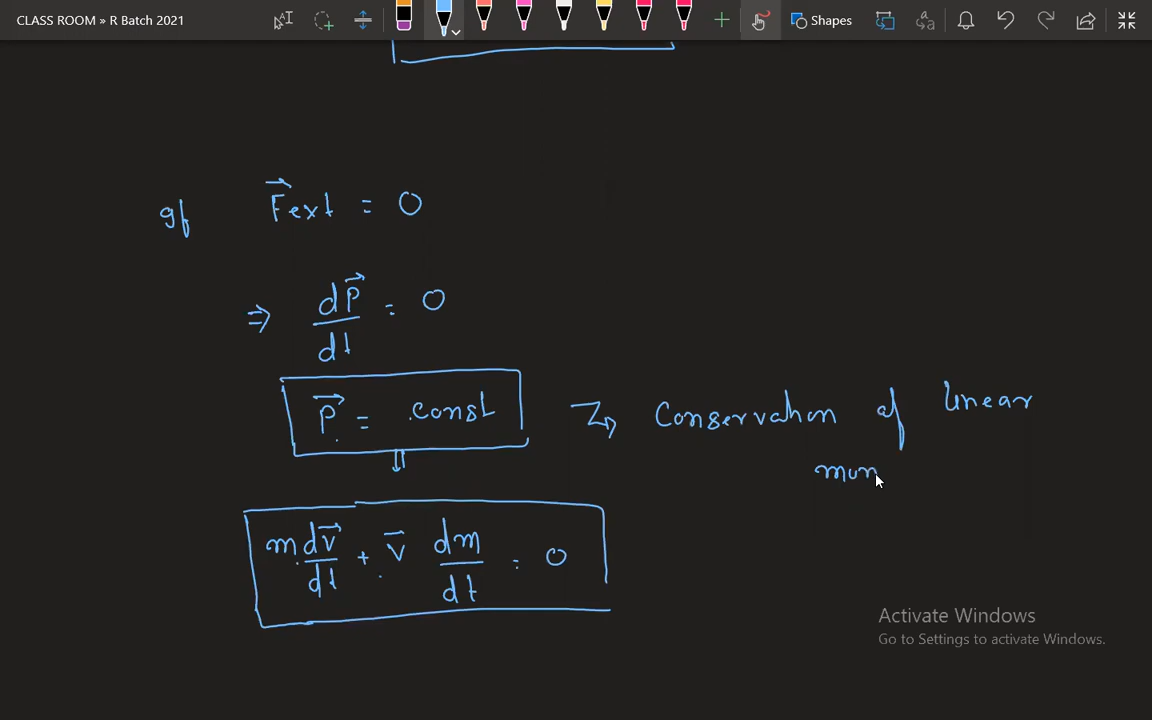 CLASS ROOM » R Batch 2021
Shapes
If F⃗ext = 0
⇒ dP⃗/dt = 0
P⃗ = const → Conservation of linear
mom
m dv⃗/dt + v⃗ dm/dt = 0
Activate Windows
Go to Settings to activate Windows.